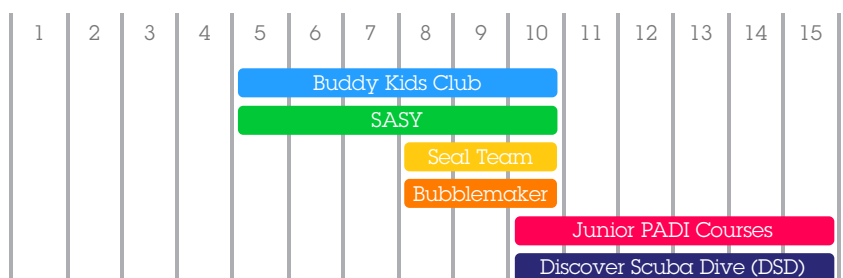 1 2 3 4 5 6 7 8 9 10 11 12 13 14 15
Buddy Kids Club
SASY
Seal Team
Bubblemaker
Junior PADI Courses
Discover Scuba Dive (DSD)